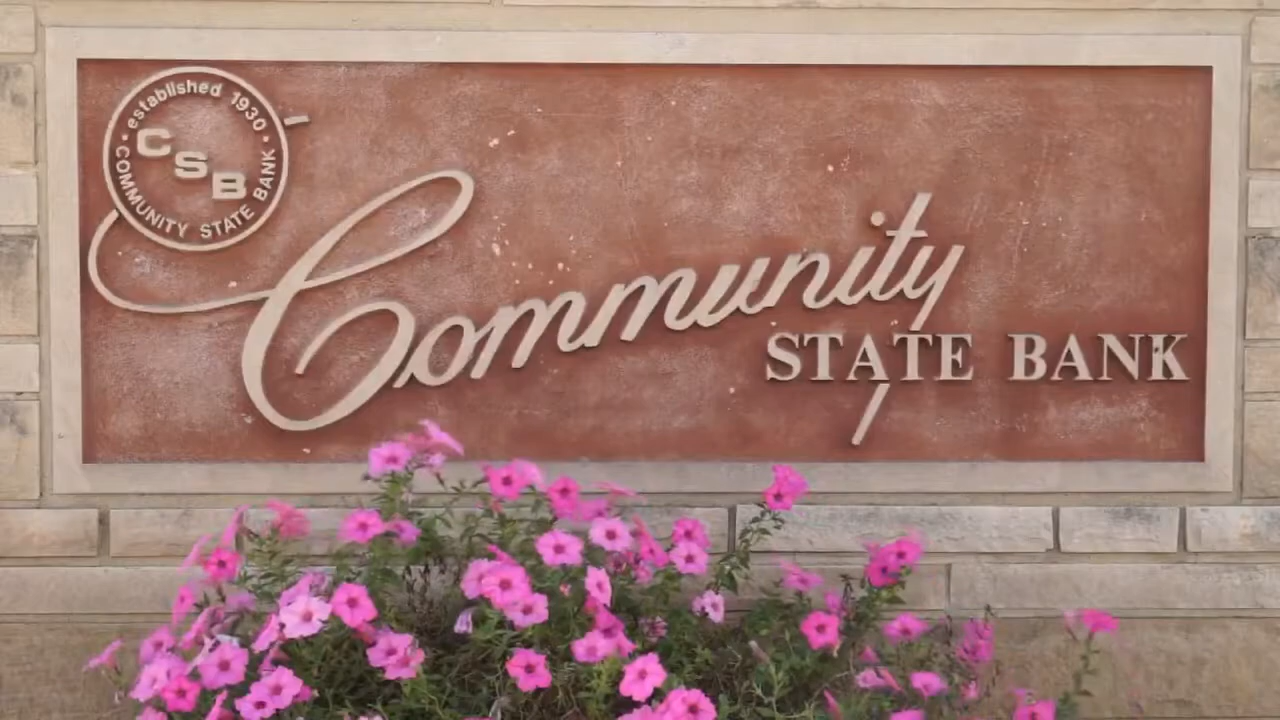 established 1930
CSB
COMMUNITY STATE BANK
Community
STATE BANK